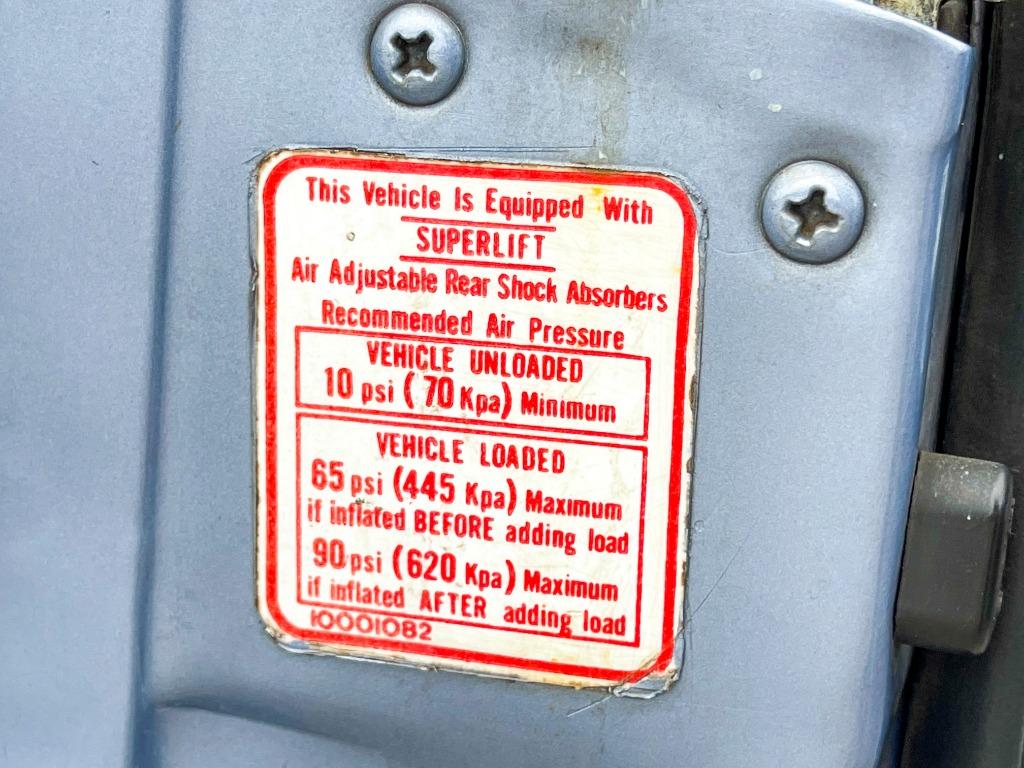 This Vehicle Is Equipped With
SUPERLIFT
Air Adjustable Rear Shock Absorbers
Recommended Air Pressure
VEHICLE UNLOADED
10 psi (70 Kpa) Minimum
VEHICLE LOADED
65 psi (445 Kpa) Maximum
if inflated BEFORE adding load
90 psi (620 Kpa) Maximum
if inflated AFTER adding load
10001082